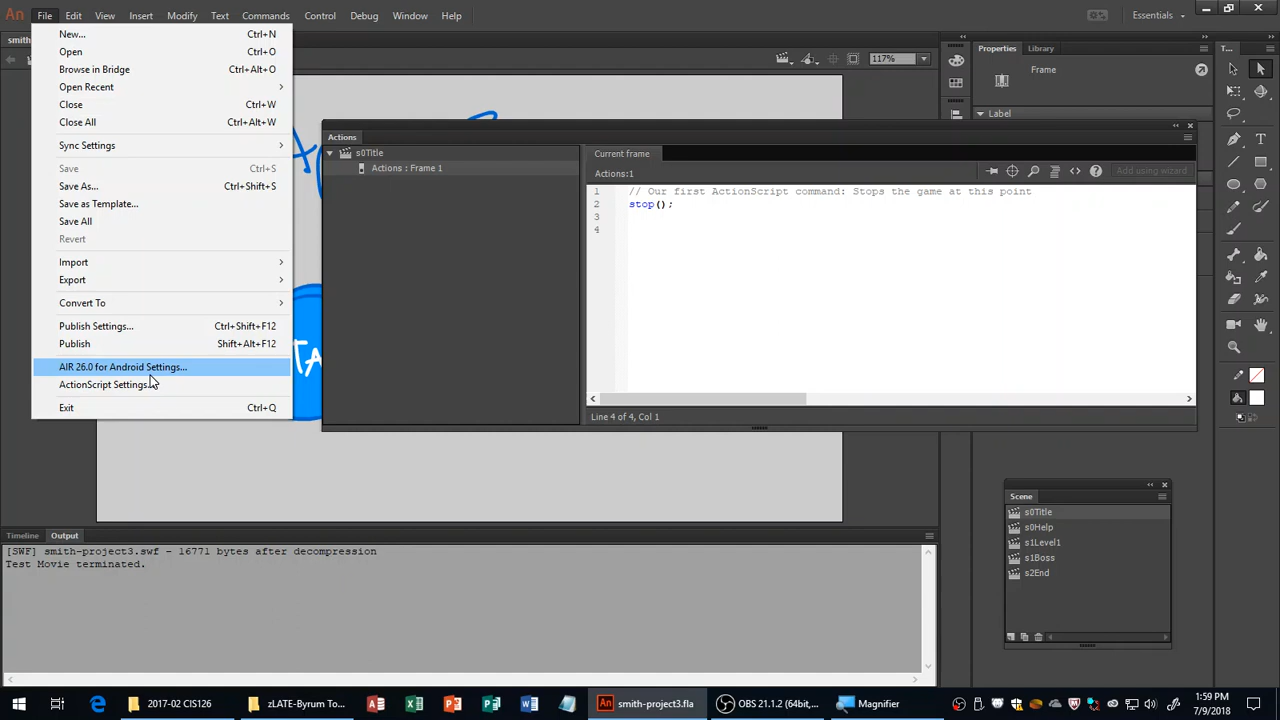 An File Edit View Insert Modify Text Commands Control Debug Window Help Essentials
New... Ctrl+N
Open Ctrl+O
Browse in Bridge Ctrl+Alt+O
Open Recent
Close Ctrl+W
Close All Ctrl+Alt+W
Sync Settings
Save Ctrl+S
Save As... Ctrl+Shift+S
Save as Template...
Save All
Revert
Import
Export
Convert To
Publish Settings... Ctrl+Shift+F12
Publish Shift+Alt+F12
AIR 26.0 for Android Settings...
ActionScript Settings...
Exit Ctrl+Q
smith
117%
Actions
s0Title
Actions : Frame 1
Current frame
Actions:1
Add using wizard
1 // Our first ActionScript command: Stops the game at this point
2 stop();
3
4
Line 4 of 4, Col 1
Properties Library
Frame
Label
T...
Scene
s0Title
s0Help
s1Level1
s1Boss
s2End
Timeline Output
[SWF] smith-project3.swf - 16771 bytes after decompression
Test Movie terminated.
2017-02 CIS126
zLATE-Byrum To...
smith-project3.fla
OBS 21.1.2 (64bit,...
Magnifier
1:59 PM
7/9/2018